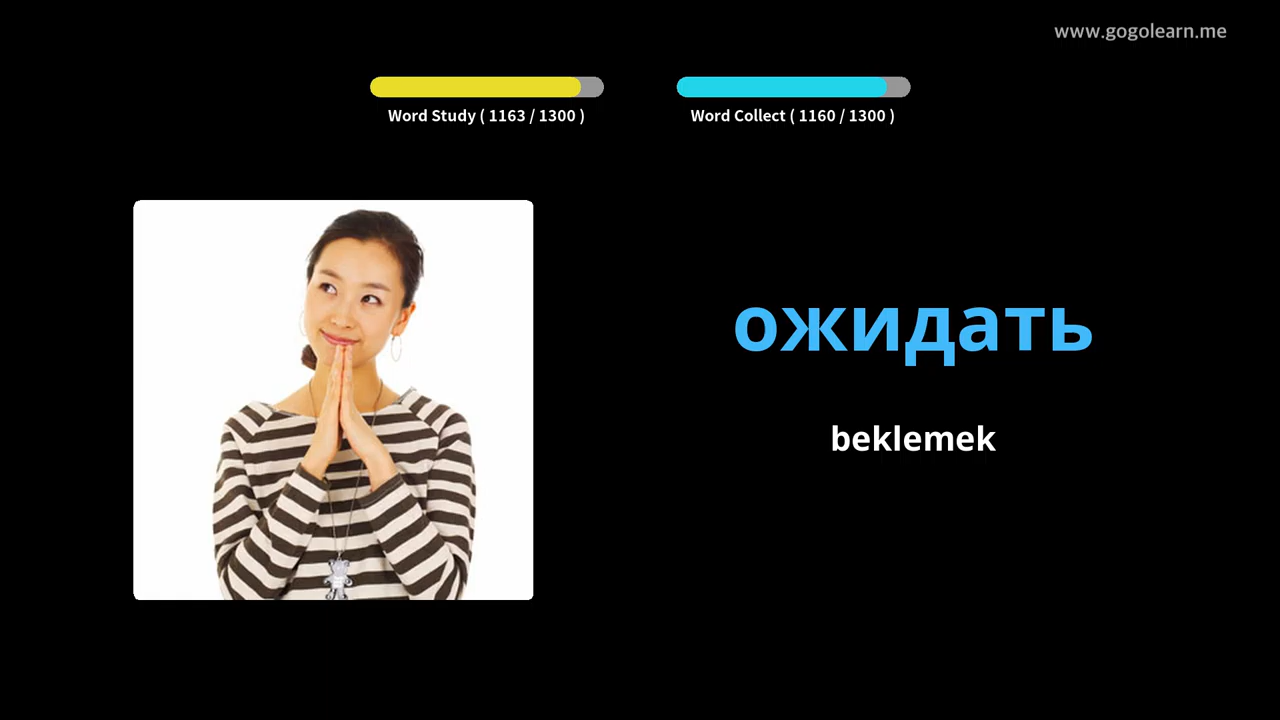 www.gogolearn.me
Word Study ( 1163 / 1300 )
Word Collect ( 1160 / 1300 )
ожидать
beklemek